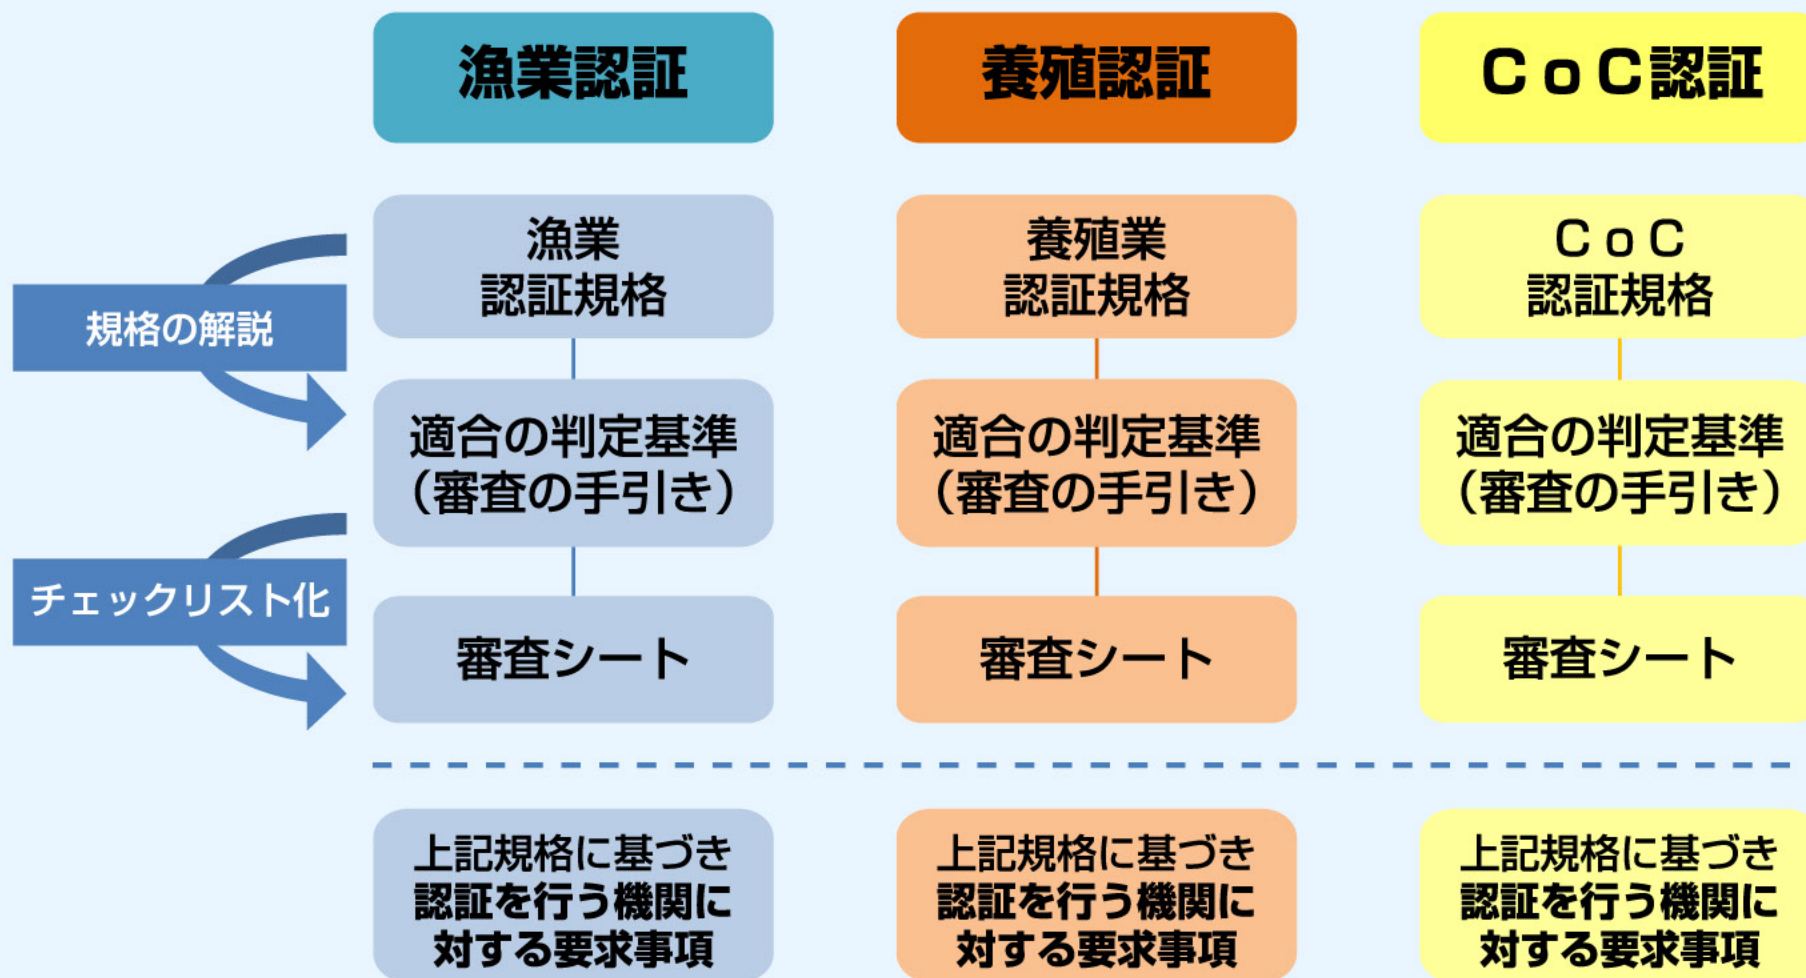 漁業認証
養殖認証
ＣｏＣ認証
漁業
認証規格
養殖業
認証規格
ＣｏＣ
認証規格
規格の解説
適合の判定基準
（審査の手引き）
適合の判定基準
（審査の手引き）
適合の判定基準
（審査の手引き）
チェックリスト化
審査シート
審査シート
審査シート
上記規格に基づき
認証を行う機関に
対する要求事項
上記規格に基づき
認証を行う機関に
対する要求事項
上記規格に基づき
認証を行う機関に
対する要求事項